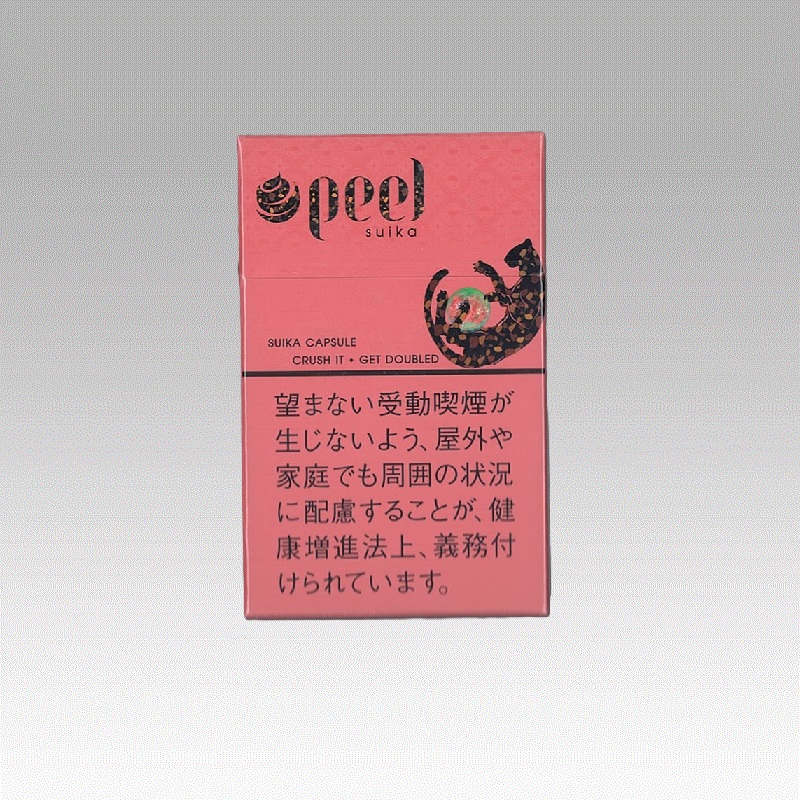 peel
suika
SUIKA CAPSULE
CRUSH IT • GET DOUBLED
望まない受動喫煙が
生じないよう、屋外や
家庭でも周囲の状況
に配慮することが、健
康増進法上、義務付
けられています。